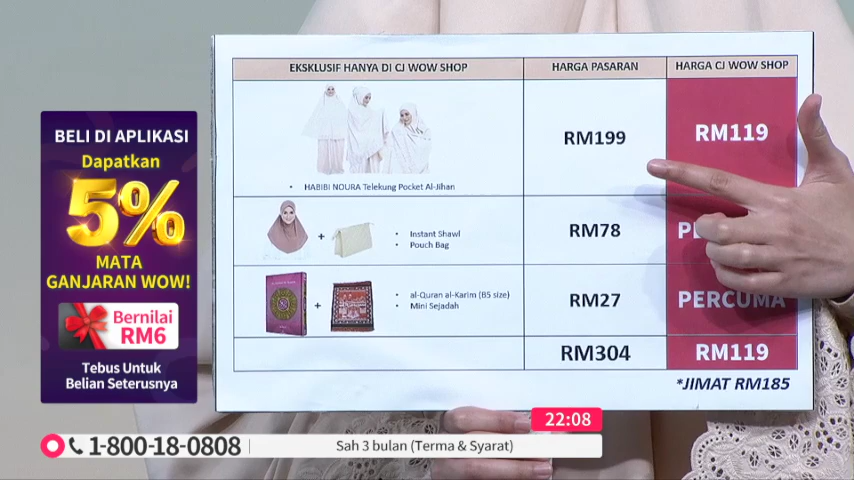 EKSKLUSIF HANYA DI CJ WOW SHOP
HARGA PASARAN
HARGA CJ WOW SHOP
• HABIBI NOURA Telekung Pocket Al-Jihan
RM199
RM119
+
• Instant Shawl
• Pouch Bag
RM78
+
• al-Quran al-Karim (B5 size)
• Mini Sejadah
RM27
PERCUMA
RM304
RM119
*JIMAT RM185
BELI DI APLIKASI
Dapatkan
5%
MATA
GANJARAN WOW!
Bernilai
RM6
Tebus Untuk
Belian Seterusnya
22:08
1-800-18-0808
Sah 3 bulan (Terma & Syarat)